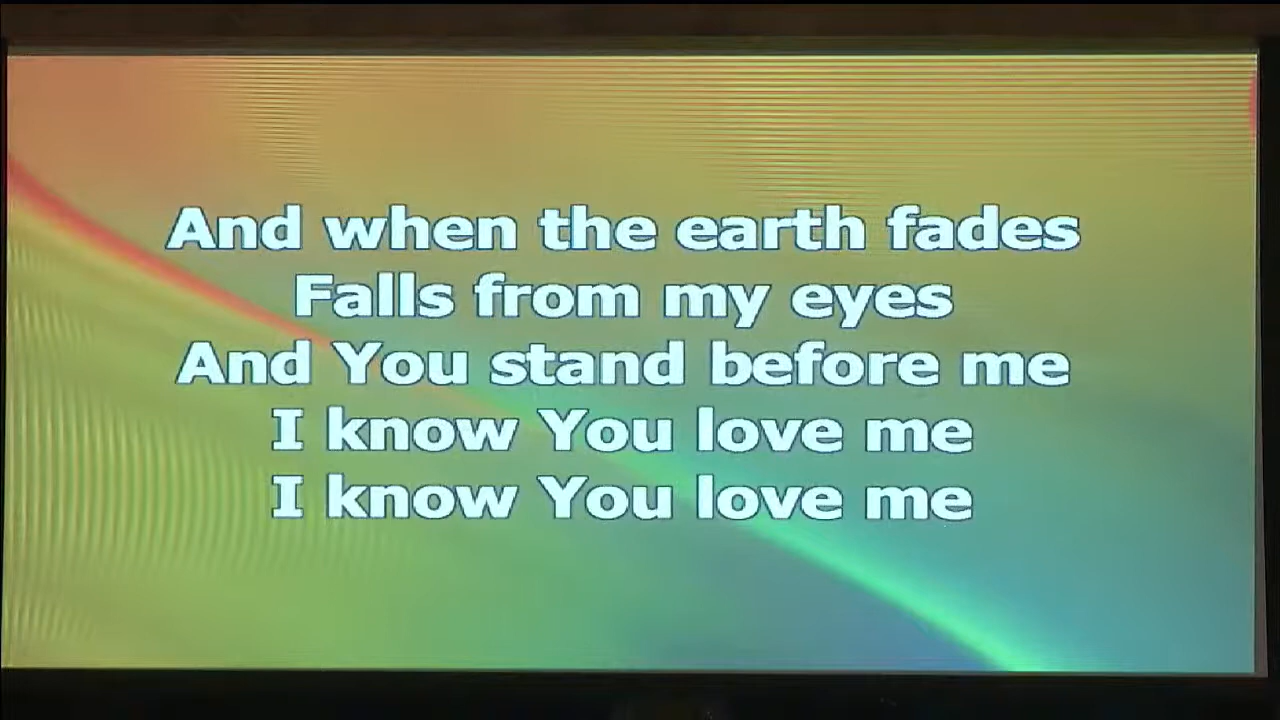 And when the earth fades
Falls from my eyes
And You stand before me
I know You love me
I know You love me